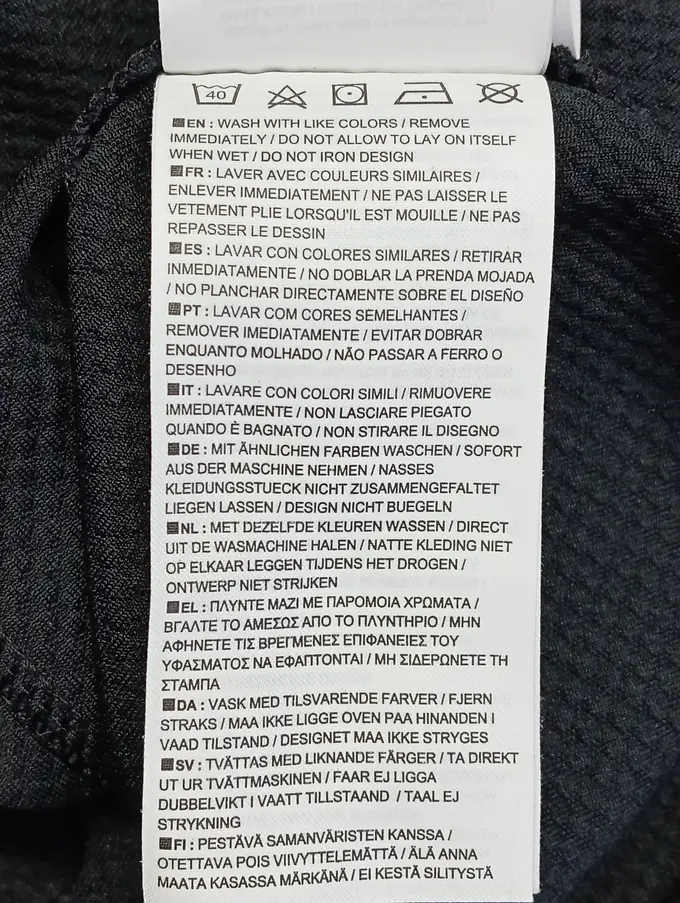 40
EN : WASH WITH LIKE COLORS / REMOVE
IMMEDIATELY / DO NOT ALLOW TO LAY ON ITSELF
WHEN WET / DO NOT IRON DESIGN
FR : LAVER AVEC COULEURS SIMILAIRES /
ENLEVER IMMEDIATEMENT / NE PAS LAISSER LE
VETEMENT PLIE LORSQU'IL EST MOUILLE / NE PAS
REPASSER LE DESSIN
ES : LAVAR CON COLORES SIMILARES / RETIRAR
INMEDIATAMENTE / NO DOBLAR LA PRENDA MOJADA
/ NO PLANCHAR DIRECTAMENTE SOBRE EL DISEÑO
PT : LAVAR COM CORES SEMELHANTES /
REMOVER IMEDIATAMENTE / EVITAR DOBRAR
ENQUANTO MOLHADO / NÃO PASSAR A FERRO O
DESENHO
IT : LAVARE CON COLORI SIMILI / RIMUOVERE
IMMEDIATAMENTE / NON LASCIARE PIEGATO
QUANDO È BAGNATO / NON STIRARE IL DISEGNO
DE : MIT ÄHNLICHEN FARBEN WASCHEN / SOFORT
AUS DER MASCHINE NEHMEN / NASSES
KLEIDUNGSSTUECK NICHT ZUSAMMENGEFALTET
LIEGEN LASSEN / DESIGN NICHT BUEGELN
NL : MET DEZELFDE KLEUREN WASSEN / DIRECT
UIT DE WASMACHINE HALEN / NATTE KLEDING NIET
OP ELKAAR LEGGEN TIJDENS HET DROGEN /
ONTWERP NIET STRIJKEN
EL : ΠΛΥΝΤΕ ΜΑΖΙ ΜΕ ΠΑΡΟΜΟΙΑ ΧΡΩΜΑΤΑ /
ΒΓΑΛΤΕ ΤΟ ΑΜΕΣΩΣ ΑΠΟ ΤΟ ΠΛΥΝΤΗΡΙΟ / ΜΗΝ
ΑΦΗΝΕΤΕ ΤΙΣ ΒΡΕΓΜΕΝΕΣ ΕΠΙΦΑΝΕΙΕΣ ΤΟΥ
ΥΦΑΣΜΑΤΟΣ ΝΑ ΕΦΑΠΤΟΝΤΑΙ / ΜΗ ΣΙΔΕΡΩΝΕΤΕ ΤΗ
ΣΤΑΜΠΑ
DA : VASK MED TILSVARENDE FARVER / FJERN
STRAKS / MAA IKKE LIGGE OVEN PAA HINANDEN I
VAAD TILSTAND / DESIGNET MAA IKKE STRYGES
SV : TVÄTTAS MED LIKNANDE FÄRGER / TA DIREKT
UT UR TVÄTTMASKINEN / FAAR EJ LIGGA
DUBBELVIKT I VAATT TILLSTAAND / TAAL EJ
STRYKNING
FI : PESTÄVÄ SAMANVÄRISTEN KANSSA /
OTETTAVA POIS VIIVYTTELEMÄTTÄ / ÄLÄ ANNA
MAATA KASASSA MÄRKÄNÄ / EI KESTÄ SILITYSTÄ